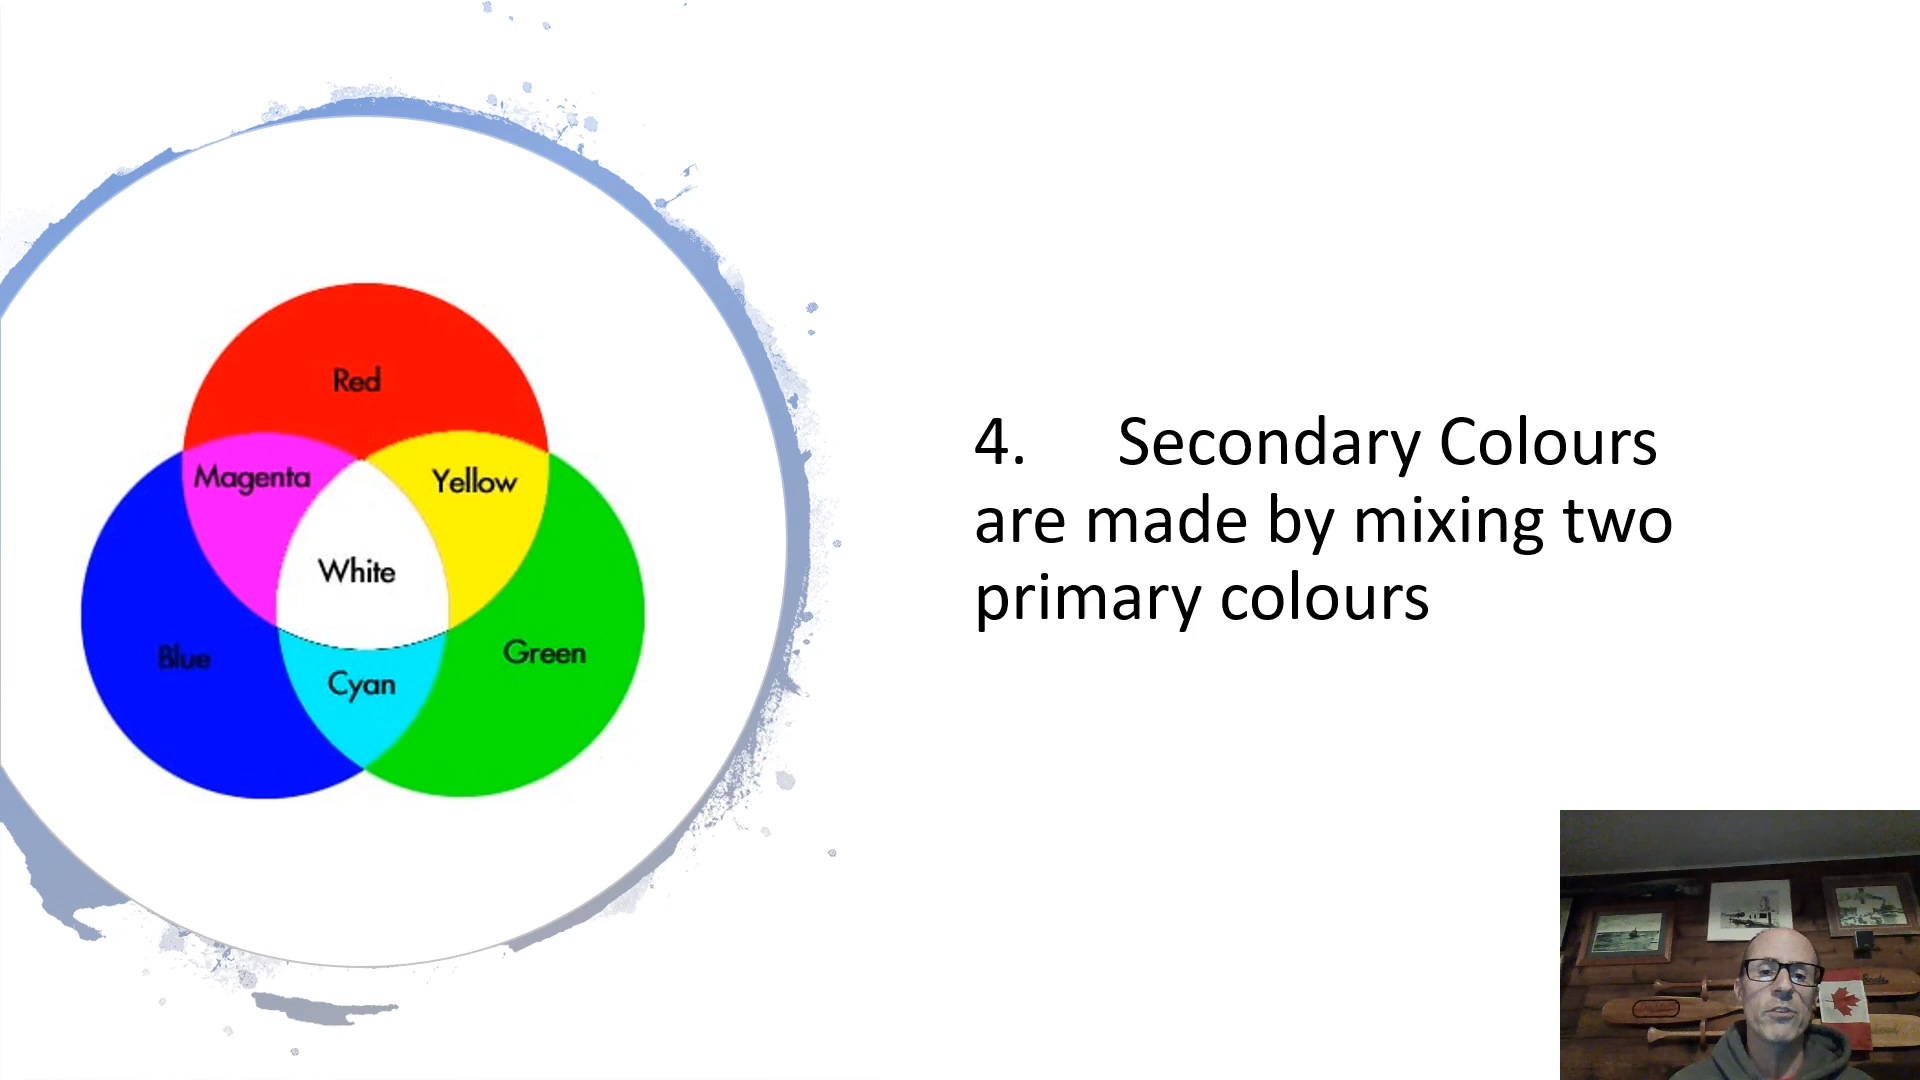 Red
Magenta
Yellow
White
Blue
Green
Cyan
4. Secondary Colours
are made by mixing two
primary colours